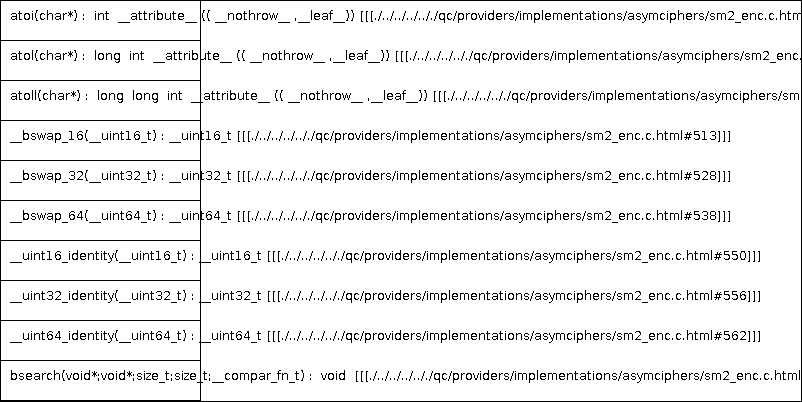 atoi(char*) : int __attribute__ (( __nothrow__ ,__leaf__)) [[[./../../../../qc/providers/implementations/asymciphers/sm2_enc.c.htm
atol(char*) : long int __attribute__ (( __nothrow__ ,__leaf__)) [[[./../../../../qc/providers/implementations/asymciphers/sm2_enc.
atoll(char*) : long long int __attribute__ (( __nothrow__ ,__leaf__)) [[[./../../../../qc/providers/implementations/asymciphers/sm
__bswap_16(__uint16_t) : __uint16_t [[[./../../../../qc/providers/implementations/asymciphers/sm2_enc.c.html#513]]]
__bswap_32(__uint32_t) : __uint32_t [[[./../../../../qc/providers/implementations/asymciphers/sm2_enc.c.html#528]]]
__bswap_64(__uint64_t) : __uint64_t [[[./../../../../qc/providers/implementations/asymciphers/sm2_enc.c.html#538]]]
__uint16_identity(__uint16_t) : __uint16_t [[[./../../../../qc/providers/implementations/asymciphers/sm2_enc.c.html#550]]]
__uint32_identity(__uint32_t) : __uint32_t [[[./../../../../qc/providers/implementations/asymciphers/sm2_enc.c.html#556]]]
__uint64_identity(__uint64_t) : __uint64_t [[[./../../../../qc/providers/implementations/asymciphers/sm2_enc.c.html#562]]]
bsearch(void*;void*;size_t;size_t;__compar_fn_t) : void [[[./../../../../qc/providers/implementations/asymciphers/sm2_enc.c.html